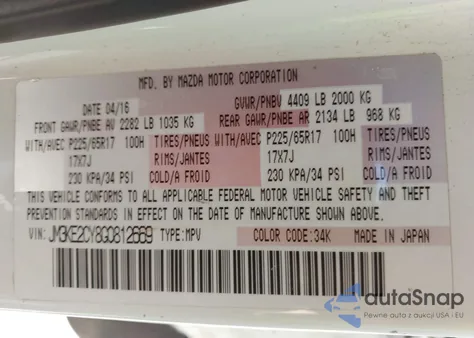 MFD. BY MAZDA MOTOR CORPORATION
DATE 04/16
GVWR/PNBV 4409 LB 2000 KG
FRONT GAWR/PNBE AV 2282 LB 1035 KG
REAR GAWR/PNBE AR 2134 LB 968 KG
WITH/AVEC P225/65R17 100H TIRES/PNEUS WITH/AVEC P225/65R17 100H TIRES/PNEUS
17X7J RIMS/JANTES 17X7J RIMS/JANTES
230 KPA/34 PSI COLD/A FROID 230 KPA/34 PSI COLD/A FROID
THIS VEHICLE CONFORMS TO ALL APPLICABLE FEDERAL MOTOR VEHICLE SAFETY AND THEFT
PREVENTION STANDARDS IN EFFECT ON THE DATE OF MANUFACTURE SHOWN ABOVE.
VIN: JM3KE2CY8G0812669 TYPE: MPV COLOR CODE: 34K MADE IN JAPAN
autaSnap
Pewne auta z aukcji USA i EU